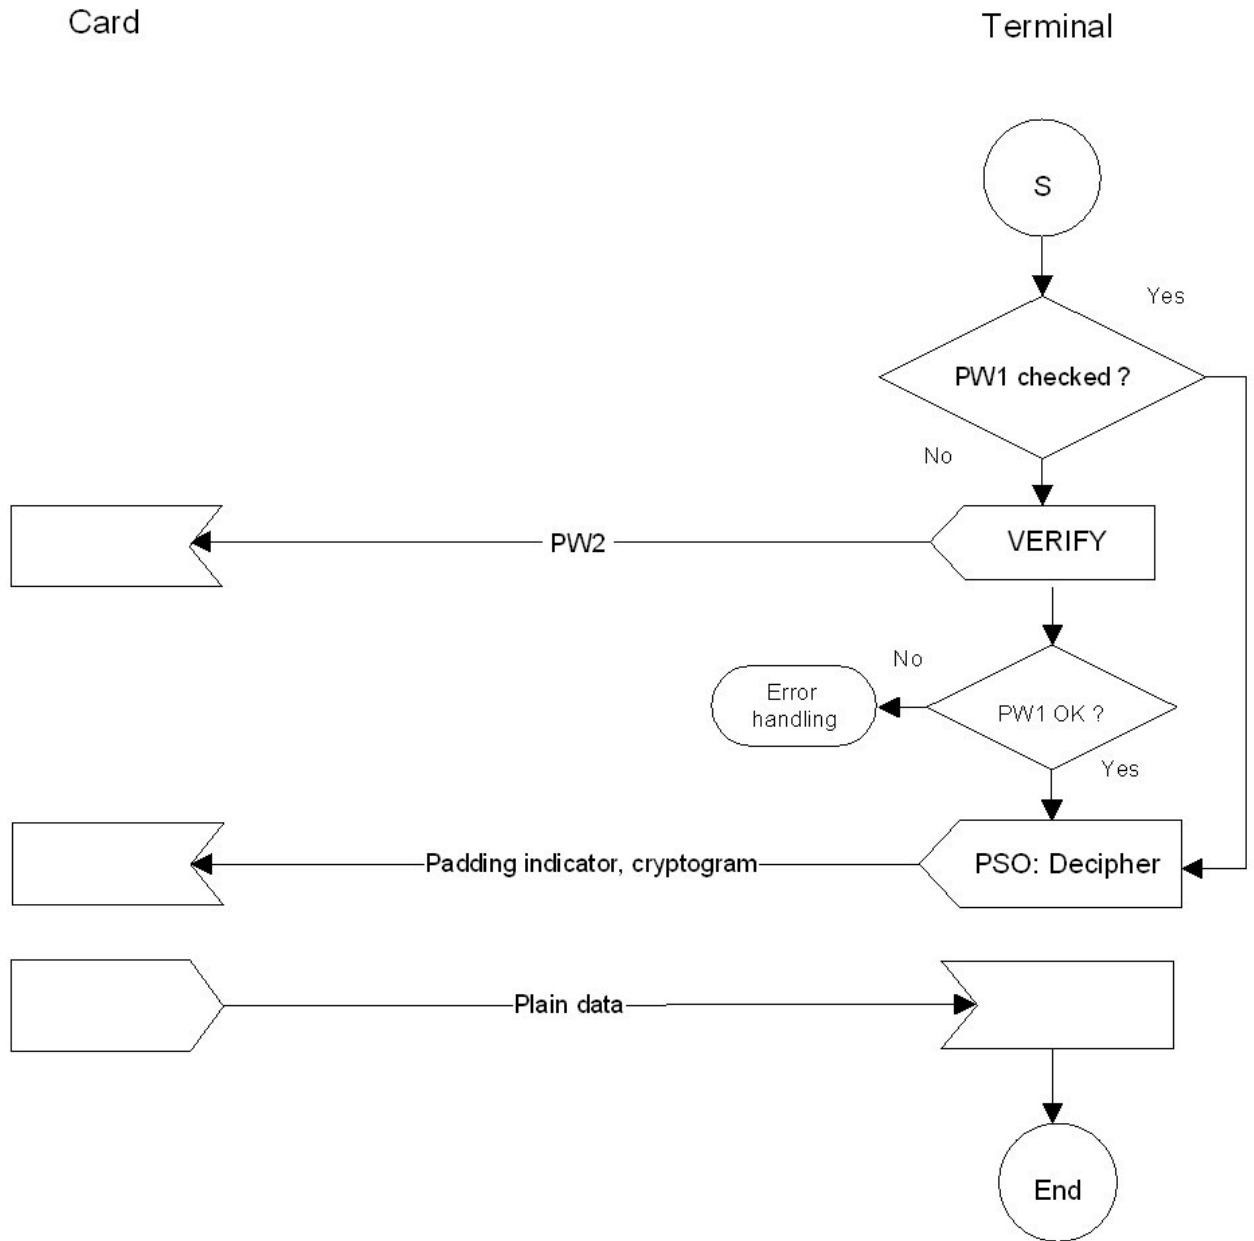 Card
Terminal
S
Yes
PW1 checked ?
No
PW2
VERIFY
No
Error
handling
PW1 OK ?
Yes
Padding indicator, cryptogram
PSO: Decipher
Plain data
End